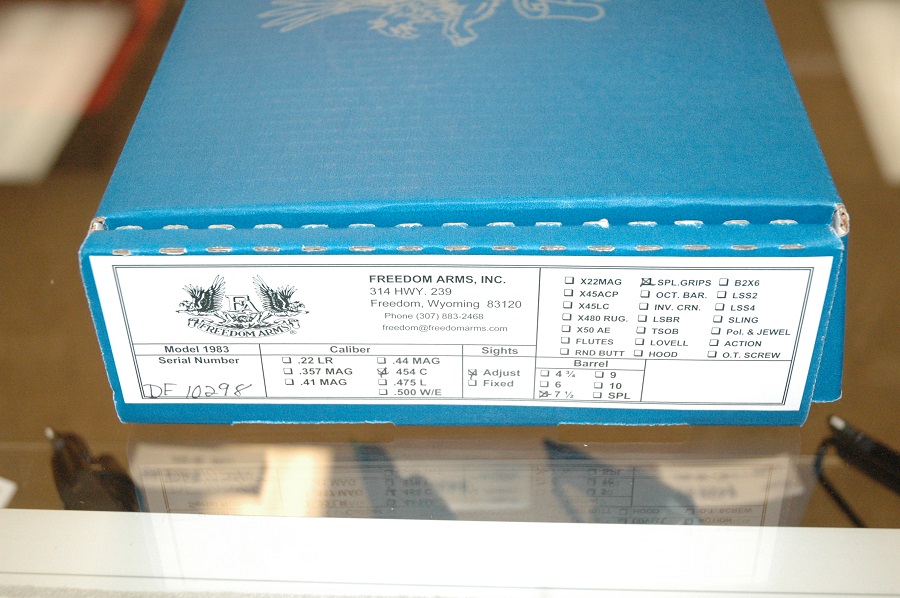 FREEDOM ARMS, INC.
314 HWY. 239
Freedom, Wyoming 83120
Phone (307) 883-2468
freedom@freedomarms.com
FA
FREEDOM ARMS
®
X22MAG SPL.GRIPS B2X6
X45ACP OCT. BAR. LSS2
X45LC INV. CRN. LSS4
X480 RUG. LSBR SLING
X50 AE TSOB Pol. & JEWEL
FLUTES LOVELL ACTION
RND BUTT HOOD O.T. SCREW
Model 1983
Serial Number
DF 10298
Caliber
.22 LR .44 MAG
.357 MAG 454 C
.41 MAG .475 L
.500 W/E
Sights
Adjust
Fixed
Barrel
4 ¾ 9
6 10
7 ½ SPL